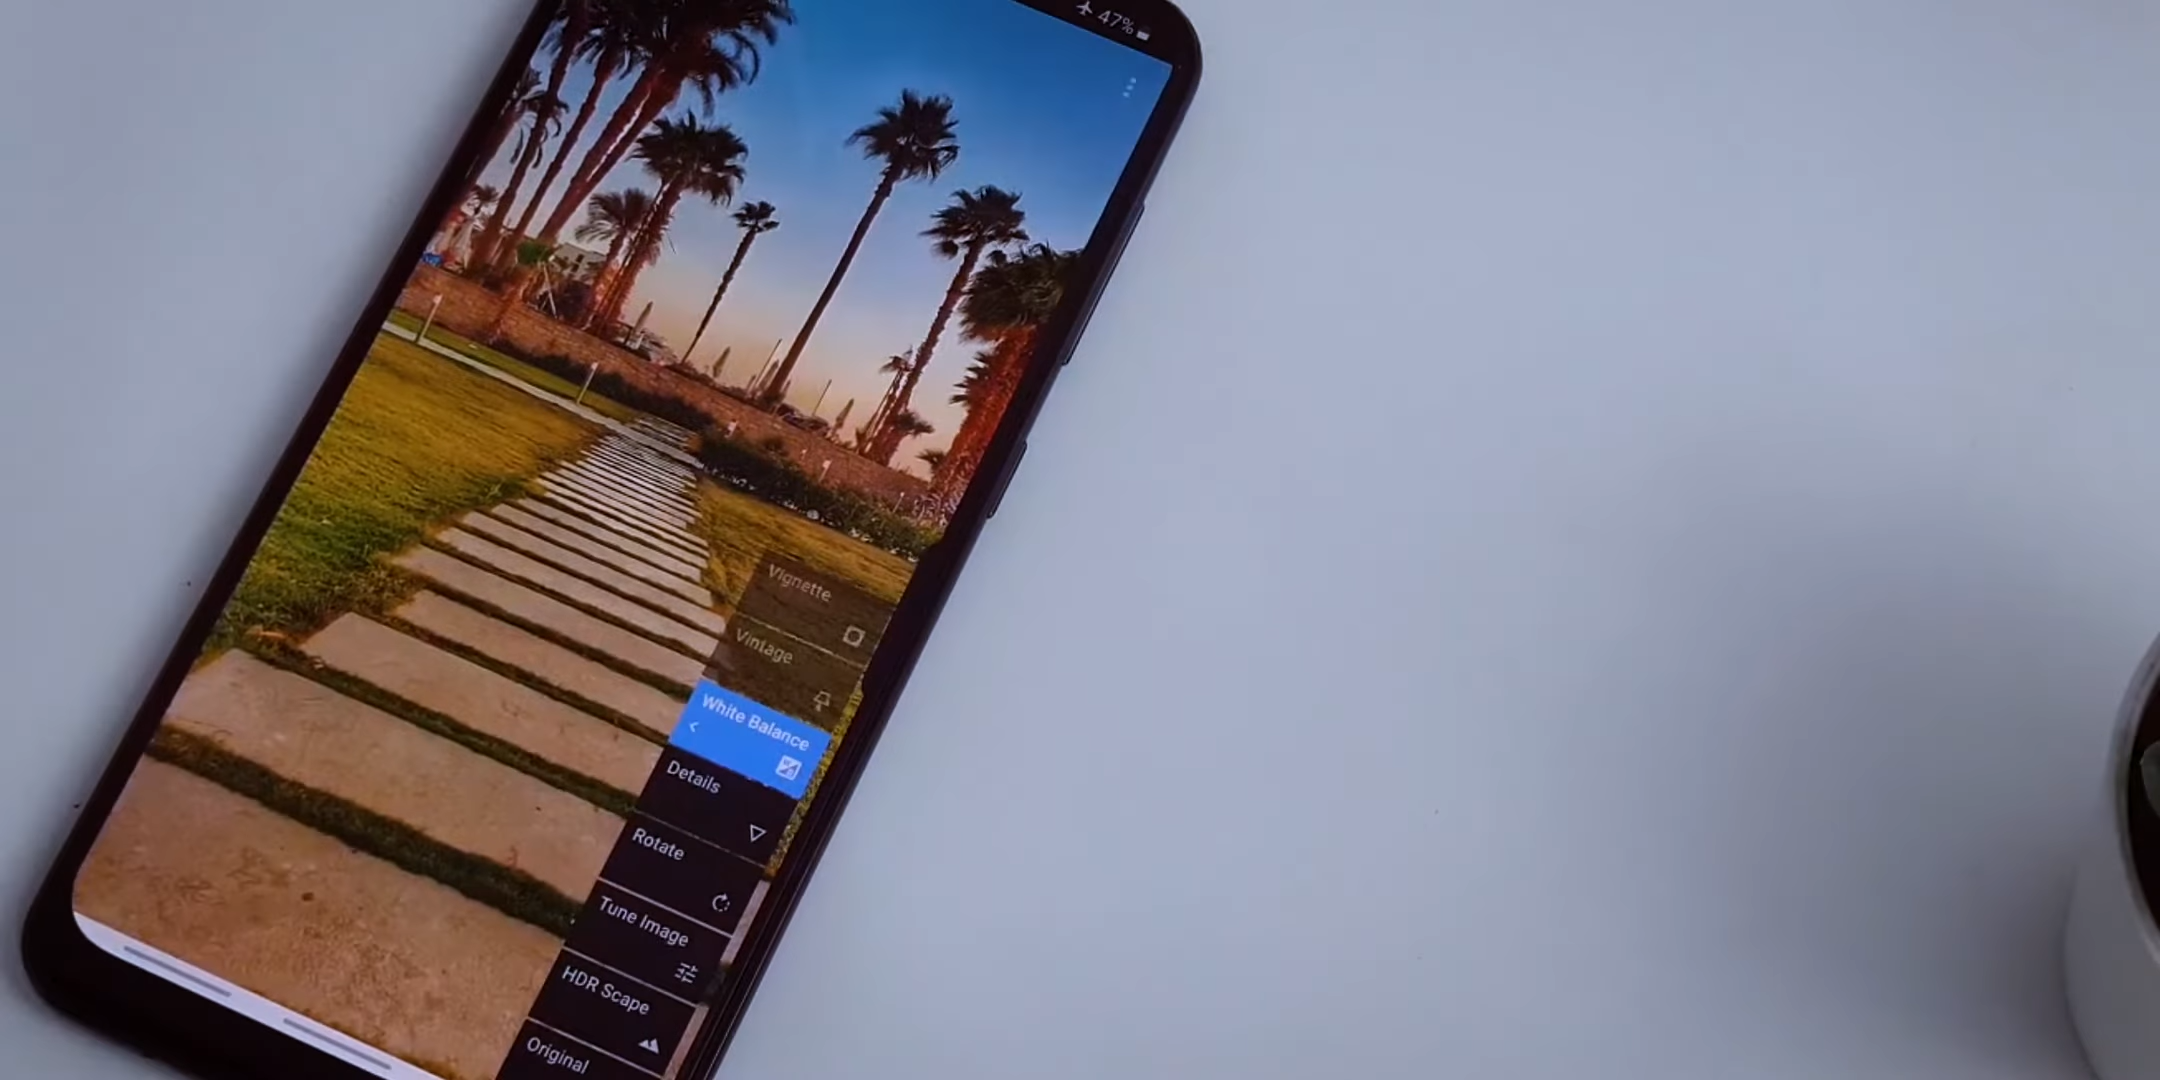 47%
Vignette
Vintage
White Balance
Details
Rotate
Tune Image
HDR Scape
Original